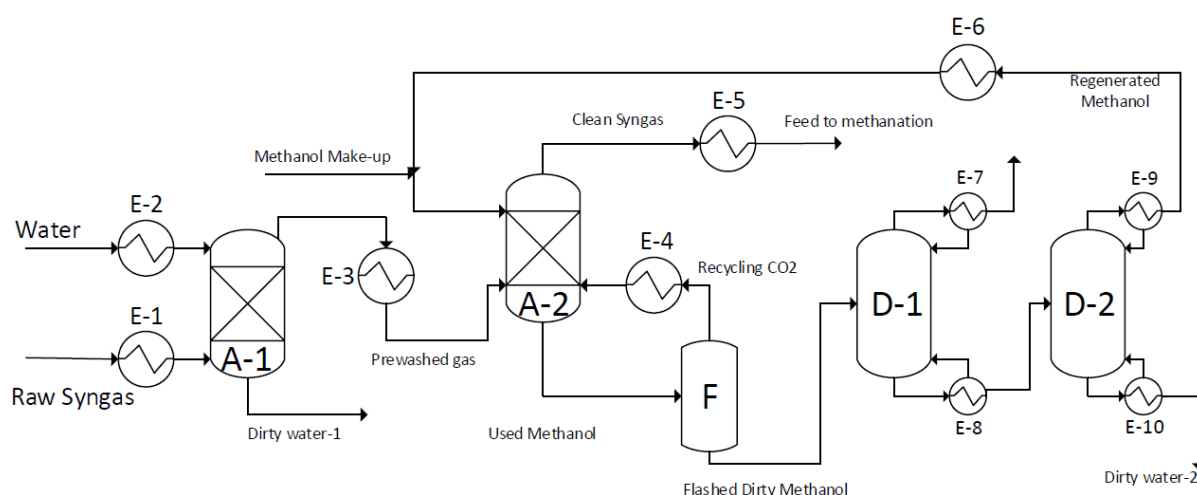 E-6
Regenerated
Methanol
E-5
Clean Syngas
Feed to methanation
Methanol Make-up
E-7
E-9
E-2
Water
E-3
E-4
Recycling CO2
A-2
D-1
D-2
E-1
A-1
Raw Syngas
Prewashed gas
F
E-8
E-10
Dirty water-1
Used Methanol
Flashed Dirty Methanol
Dirty water-2